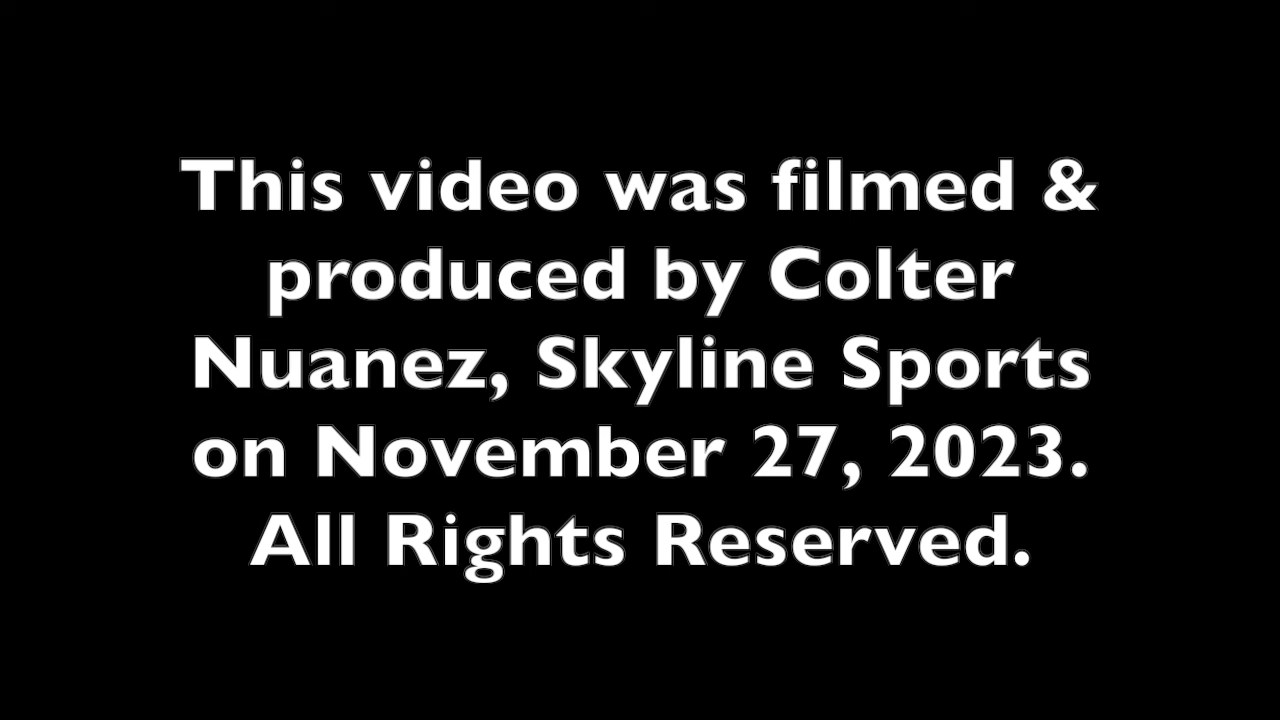 This video was filmed &
produced by Colter
Nuanez, Skyline Sports
on November 27, 2023.
All Rights Reserved.